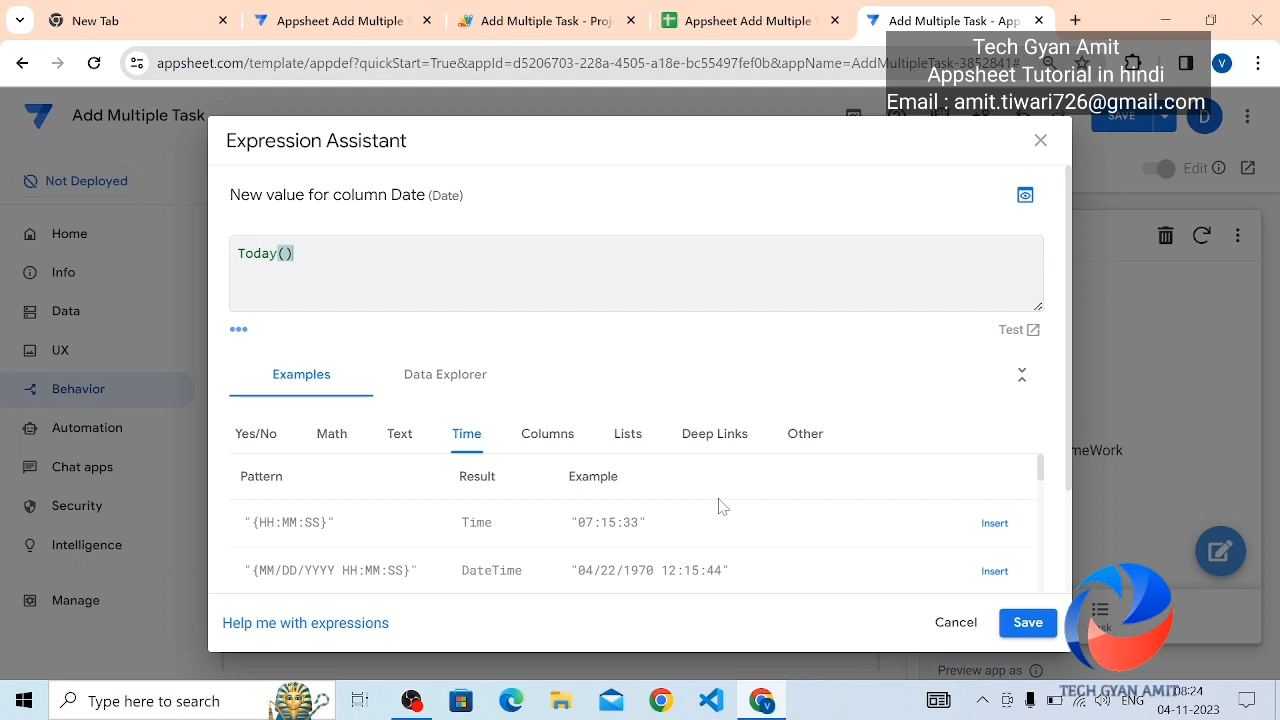 New Tab
Appsheet Add Multiple
Add Multiple Task - Proj
Appsheet Add Multiple
Add Multiple Task - App
Tech Gyan Amit
Appsheet Tutorial in hindi
Email : amit.tiwari726@gmail.com
appsheet.com/template/appdef?quickStart=True&appId=d5206703-228a-4505-a18e-bc55497fef0b&appName=AddMultipleTask-3852841#
V
Add Multiple Task
SAVE
D
Expression Assistant
Not Deployed
Edit
New value for column Date (Date)
Home
Today()
Info
Data
Test
UX
Examples
Data Explorer
Behavior
Automation
Yes/No
Math
Text
Time
Columns
Lists
Deep Links
Other
meWork
Chat apps
Pattern
Result
Example
Security
"{HH:MM:SS}"
Time
"07:15:33"
Insert
Intelligence
"{MM/DD/YYYY HH:MM:SS}"
DateTime
"04/22/1970 12:15:44"
Insert
Manage
Help me with expressions
Cancel
Save
Preview app as
TECH GYAN AMIT
Type here to search
ENG
08:24
04-11-2023